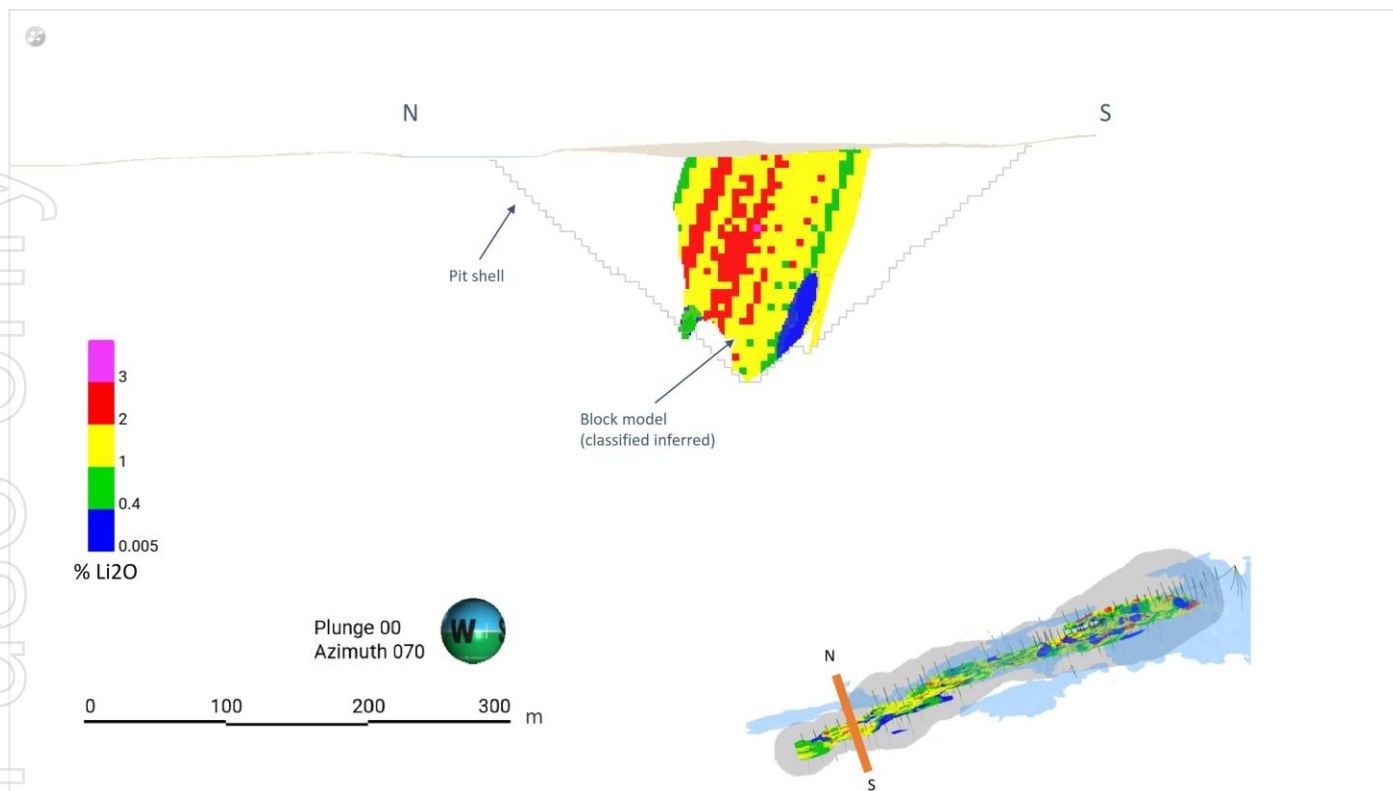 N
S
Pit shell
Block model
(classified inferred)
3
2
1
0.4
0.005
% Li2O
Plunge 00
Azimuth 070
W
S
0
100
200
300
m
N
S